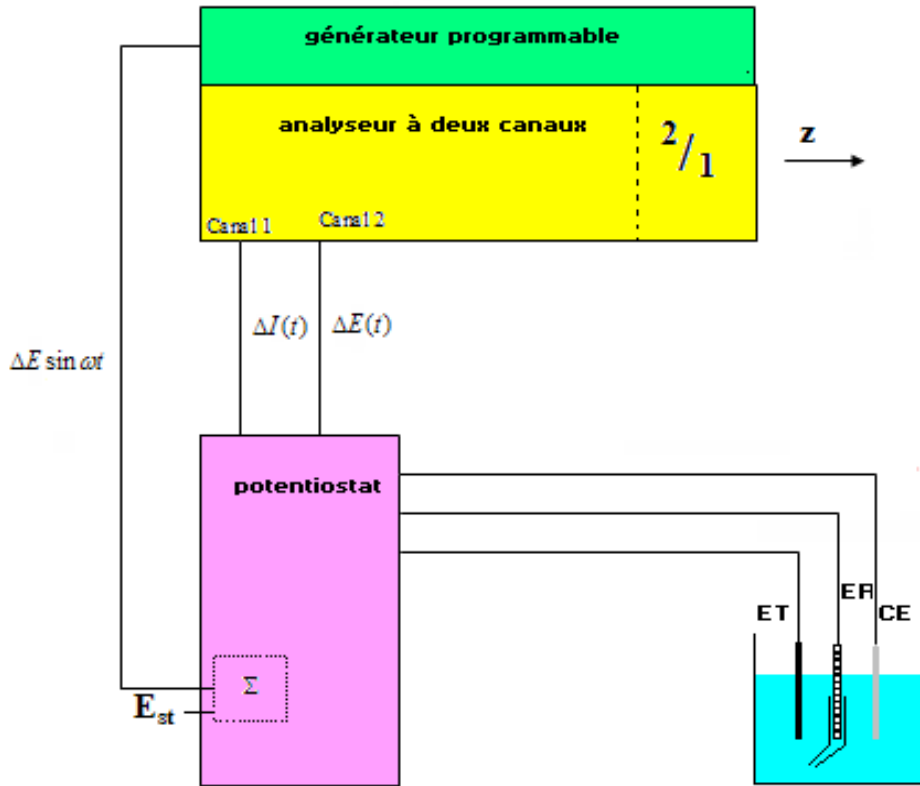 générateur programmable
analyseur à deux canaux
2/1
z
Canal 1
Canal 2
ΔI(t)
ΔE(t)
ΔE sin ωt
potentiostat
ET
ER
CE
Σ
E_st